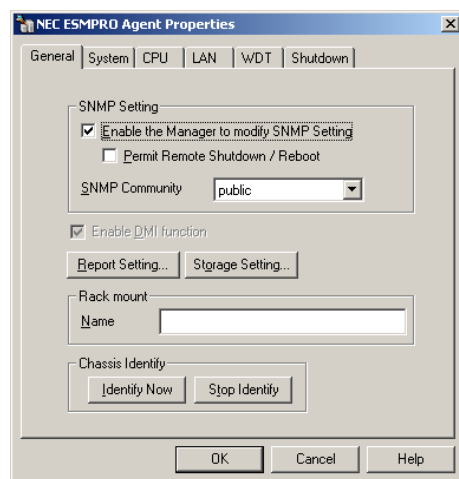 NEC ESMPRO Agent Properties
General System CPU LAN WDT Shutdown
SNMP Setting
Enable the Manager to modify SNMP Setting
Permit Remote Shutdown / Reboot
SNMP Community public
Enable DMI function
Report Setting... Storage Setting...
Rack mount
Name
Chassis Identify
Identify Now Stop Identify
OK Cancel Help